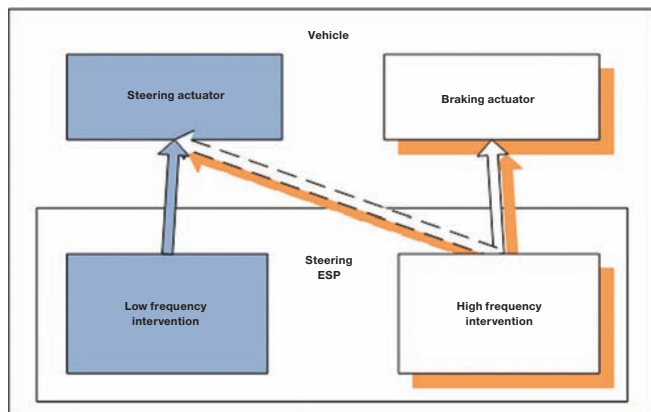 Vehicle
Steering actuator
Braking actuator
Steering
ESP
Low frequency
intervention
High frequency
intervention